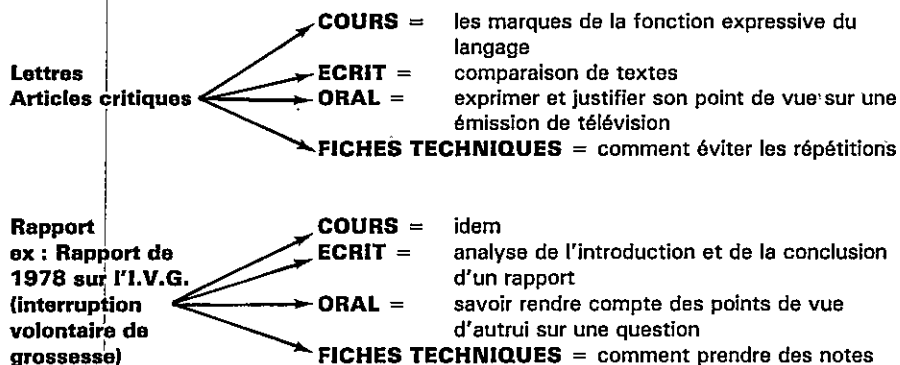 COURS = les marques de la fonction expressive du
langage
Lettres
Articles critiques
ECRIT = comparaison de textes
ORAL = exprimer et justifier son point de vue sur une
émission de télévision
FICHES TECHNIQUES = comment éviter les répétitions
Rapport
ex : Rapport de
1978 sur l'I.V.G.
(interruption
volontaire de
grossesse)
COURS = idem
ECRIT = analyse de l'introduction et de la conclusion
d'un rapport
ORAL = savoir rendre compte des points de vue
d'autrui sur une question
FICHES TECHNIQUES = comment prendre des notes